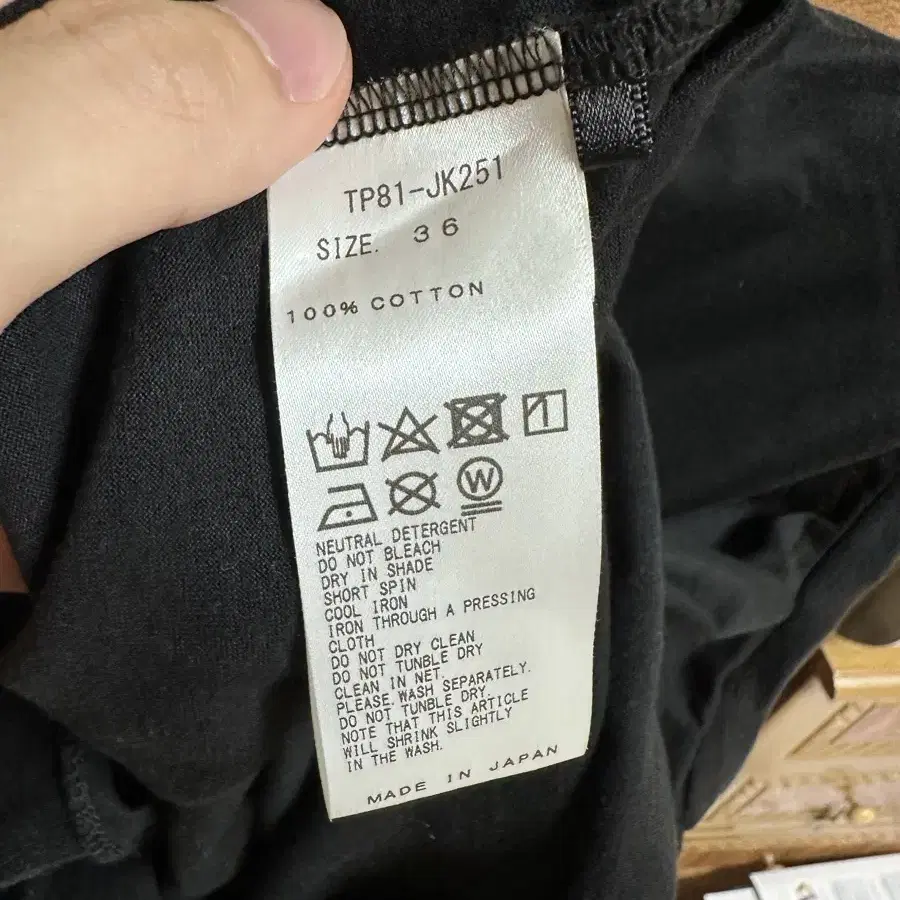 TP81-JK251
SIZE. 36
100% COTTON
W
NEUTRAL DETERGENT
DO NOT BLEACH
DRY IN SHADE
SHORT SPIN
COOL IRON
IRON THROUGH A PRESSING
CLOTH
DO NOT DRY CLEAN
DO NOT TUNBLE DRY
CLEAN IN NET.
PLEASE.WASH SEPARATELY.
DO NOT TUNBLE DRY.
NOTE THAT THIS ARTICLE
WILL SHRINK SLIGHTLY
IN THE WASH.
MADE IN JAPAN